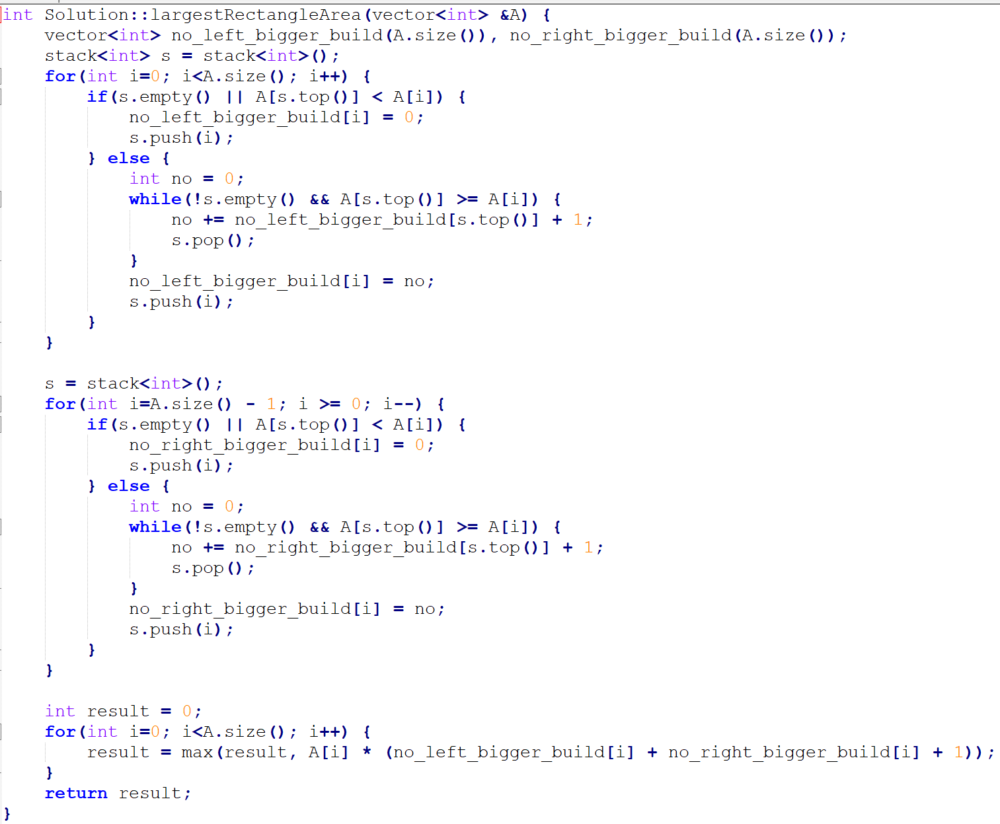 int Solution::largestRectangleArea(vector<int> &A) {
    vector<int> no_left_bigger_build(A.size()), no_right_bigger_build(A.size());
    stack<int> s = stack<int>();
    for(int i=0; i<A.size(); i++) {
        if(s.empty() || A[s.top()] < A[i]) {
            no_left_bigger_build[i] = 0;
            s.push(i);
        } else {
            int no = 0;
            while(!s.empty() && A[s.top()] >= A[i]) {
                no += no_left_bigger_build[s.top()] + 1;
                s.pop();
            }
            no_left_bigger_build[i] = no;
            s.push(i);
        }
    }

    s = stack<int>();
    for(int i=A.size() - 1; i >= 0; i--) {
        if(s.empty() || A[s.top()] < A[i]) {
            no_right_bigger_build[i] = 0;
            s.push(i);
        } else {
            int no = 0;
            while(!s.empty() && A[s.top()] >= A[i]) {
                no += no_right_bigger_build[s.top()] + 1;
                s.pop();
            }
            no_right_bigger_build[i] = no;
            s.push(i);
        }
    }

    int result = 0;
    for(int i=0; i<A.size(); i++) {
        result = max(result, A[i] * (no_left_bigger_build[i] + no_right_bigger_build[i] + 1));
    }
    return result;
}